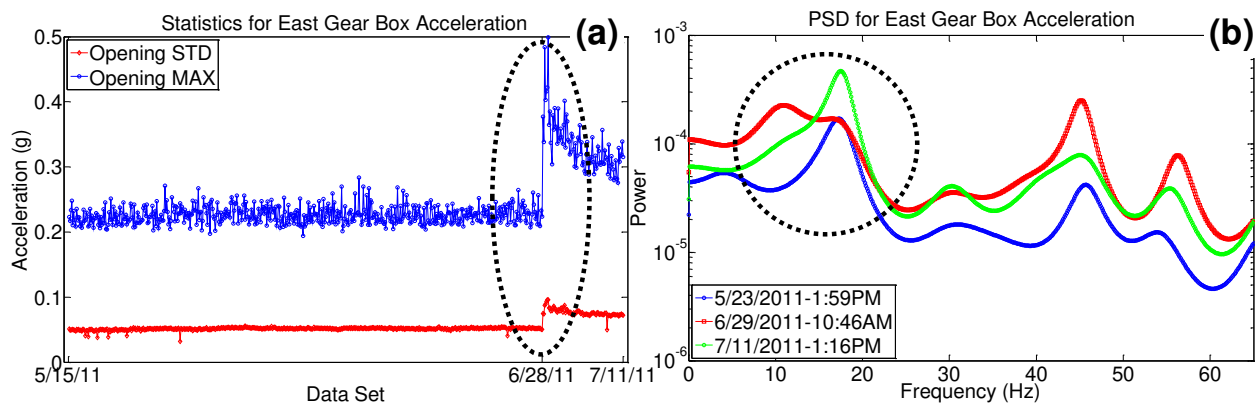 Statistics for East Gear Box Acceleration
(a)
Opening STD
Opening MAX
0.5
0.4
0.3
0.2
0.1
0
Acceleration (g)
5/15/11
6/28/11
7/11/11
Data Set
PSD for East Gear Box Acceleration
(b)
10-3
10-4
10-5
10-6
Power
5/23/2011-1:59PM
6/29/2011-10:46AM
7/11/2011-1:16PM
0
10
20
30
40
50
60
Frequency (Hz)